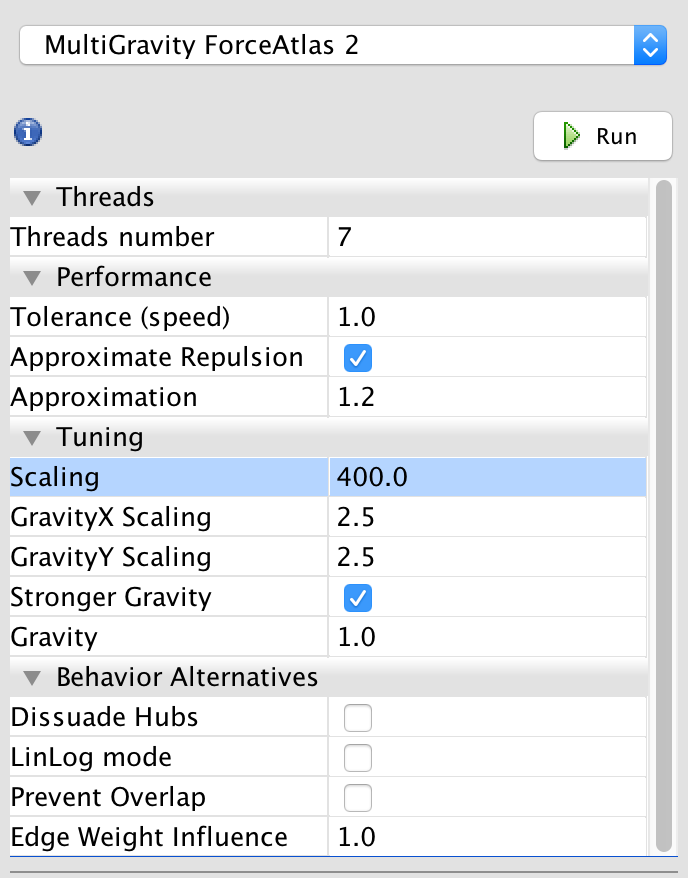 MultiGravity ForceAtlas 2
Run
Threads
Threads number 7
Performance
Tolerance (speed) 1.0
Approximate Repulsion
Approximation 1.2
Tuning
Scaling 400.0
GravityX Scaling 2.5
GravityY Scaling 2.5
Stronger Gravity
Gravity 1.0
Behavior Alternatives
Dissuade Hubs
LinLog mode
Prevent Overlap
Edge Weight Influence 1.0